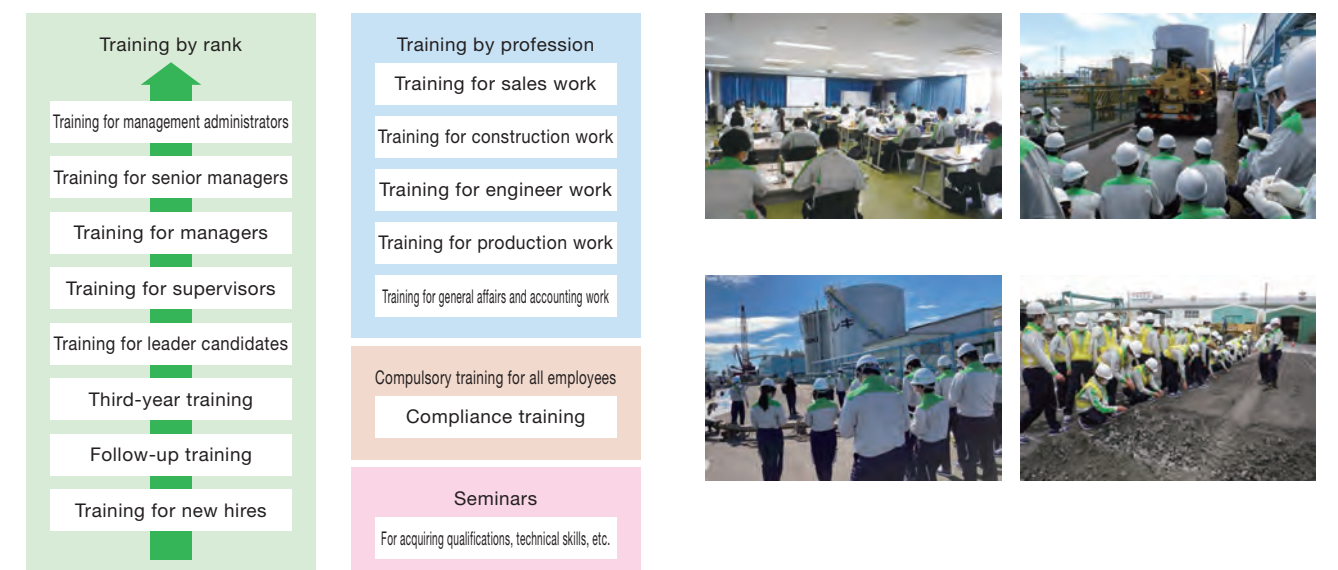 Training by rank
Training for management administrators
Training for senior managers
Training for managers
Training for supervisors
Training for leader candidates
Third-year training
Follow-up training
Training for new hires
Training by profession
Training for sales work
Training for construction work
Training for engineer work
Training for production work
Training for general affairs and accounting work
Compulsory training for all employees
Compliance training
Seminars
For acquiring qualifications, technical skills, etc.